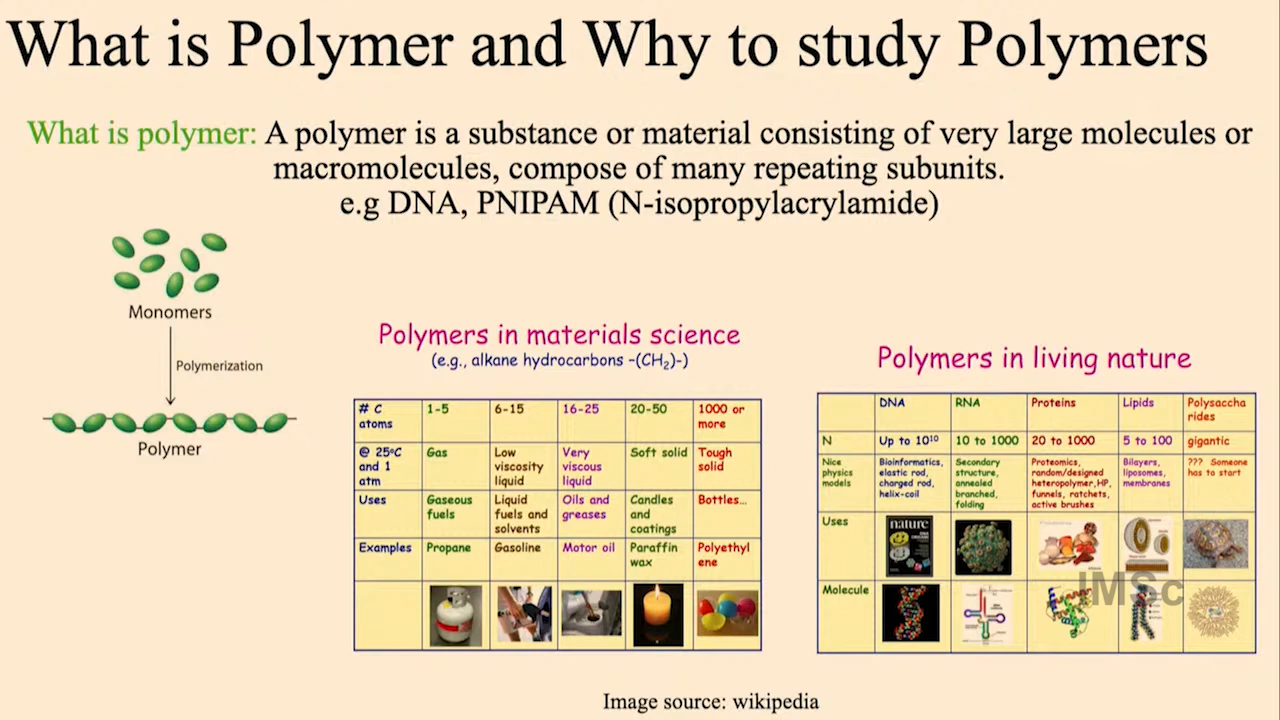 What is Polymer and Why to study Polymers
What is polymer: A polymer is a substance or material consisting of very large molecules or
macromolecules, compose of many repeating subunits.
e.g DNA, PNIPAM (N-isopropylacrylamide)
Monomers
Polymerization
Polymer
Polymers in materials science
(e.g., alkane hydrocarbons –(CH₂)-)
# C atoms 1-5 6-15 16-25 20-50 1000 or more
@ 25°C and 1 atm Gas Low viscosity liquid Very viscous liquid Soft solid Tough solid
Uses Gaseous fuels Liquid fuels and solvents Oils and greases Candles and coatings Bottles…
Examples Propane Gasoline Motor oil Paraffin wax Polyethyl ene
Polymers in living nature
DNA RNA Proteins Lipids Polysaccha rides
N Up to 10¹⁰ 10 to 1000 20 to 1000 5 to 100 gigantic
Nice physics models Bioinformatics, elastic rod, charged rod, helix-coil Secondary structure, annealed branched, folding Proteomics, random/designed heteropolymer,HP, funnels, ratchets, active brushes Bilayers, liposomes, membranes ??? Someone has to start
Uses
nature
Molecule
IMSc
Image source: wikipedia